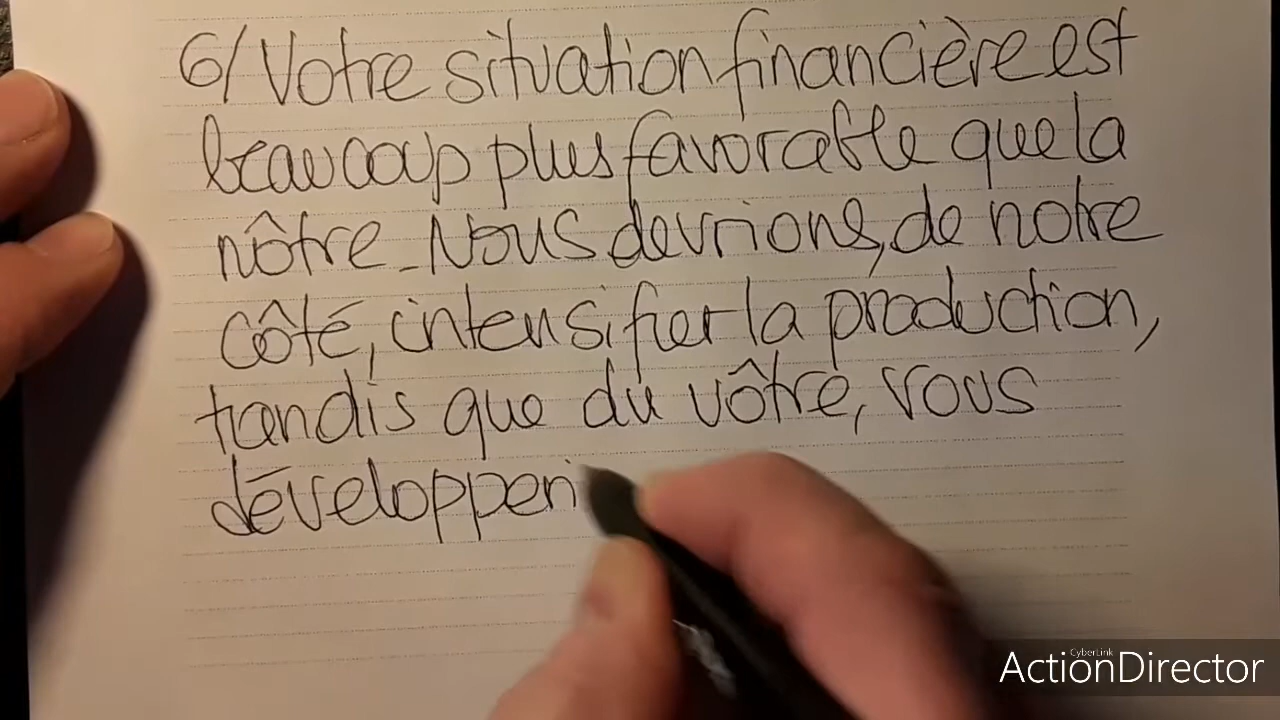 6/ Votre situation financière est
beaucoup plus favorable que la
nôtre. Nous devrions, de notre
côté, intensifier la production,
tandis que du vôtre, vous
développeri
CyberLink
ActionDirector